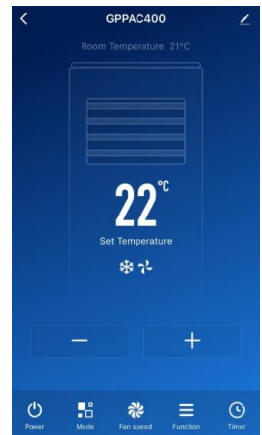 GPPAC400
Room Temperature 21°C
22°C
Set Temperature
− +
Power Mode Fan speed Function Timer